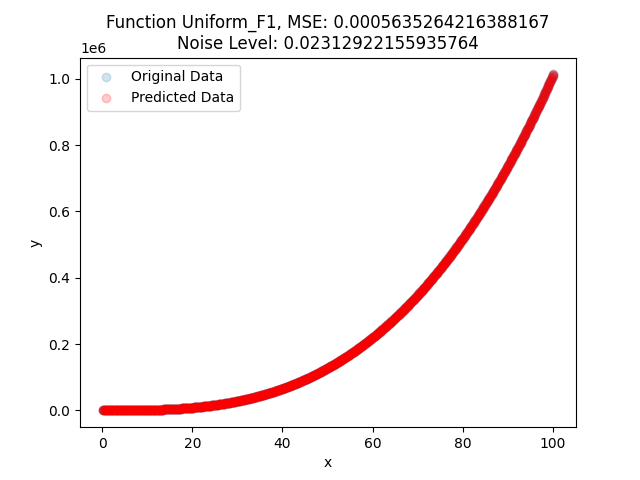 Function Uniform_F1, MSE: 0.0005635264216388167
Noise Level: 0.02312922155935764
1e6
Original Data
Predicted Data
1.0
0.8
0.6
0.4
0.2
0.0
y
0 20 40 60 80 100
x